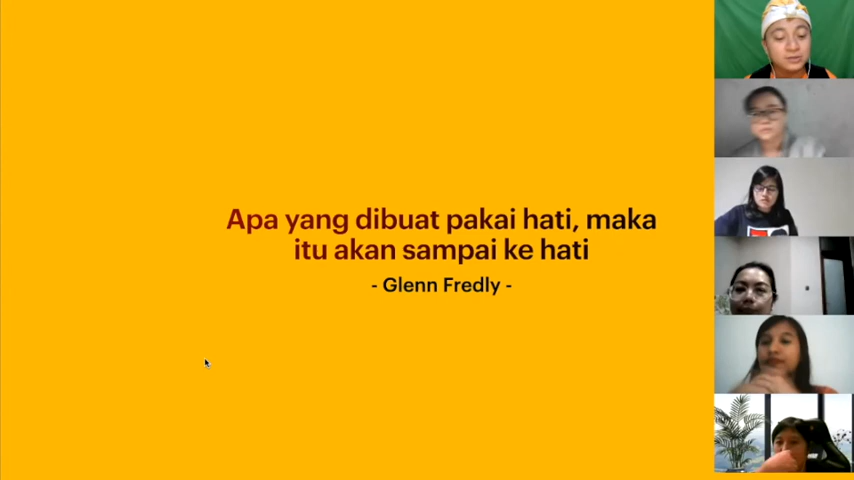 Apa yang dibuat pakai hati, maka
itu akan sampai ke hati
- Glenn Fredly -